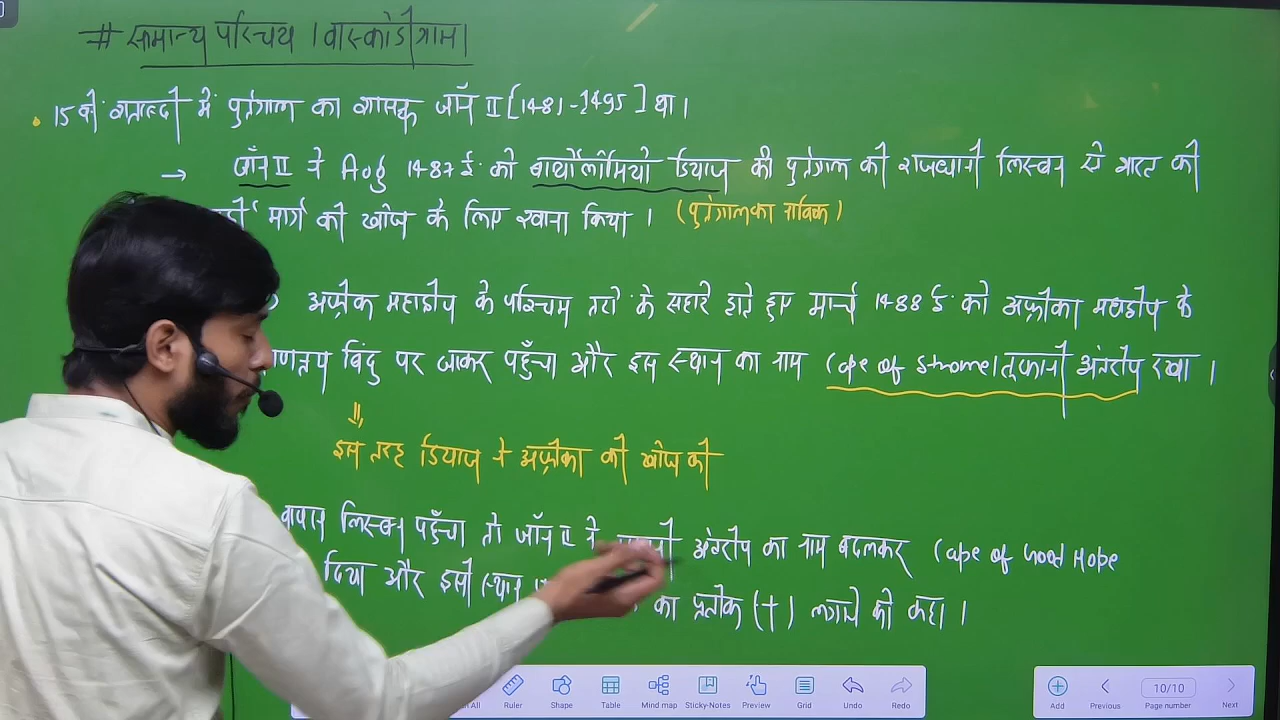 # सामान्य परिचय । वास्कोडीगामा
15 वी शताब्दी में पुर्तगाल का शासक जॉन II [1481-1495] था।
→ जॉन II ने Aug 1487 ई. को बार्थोलोमियो डियाज को पुर्तगाल की राजधानी लिस्बन से भारत की
मार्ग की खोज के लिए रवाना किया । (पुर्तगाल का नाविक)
अफ्रीक महाद्वीप के पश्चिम तटों के सहारे होते हुए मार्च 1488 ई. को अफ्रीका महाद्वीप के
बिंदु पर जाकर पहुँचा और इस स्थान का नाम Cape of Strome। तूफानी अंतरीप रखा ।
इस तरह डियाज ने अफ्रीका की खोज की
वापस लिस्बन पहुँचा तो जॉन II ने अंतरीप का नाम बदलकर Cape of Good Hope
दिया और इसी स्थान का प्रतीक (+) लगाने को कहा ।
All Ruler Shape Table Mind map Sticky-Notes Preview Grid Undo Redo
Add Previous 10/10 Page number Next